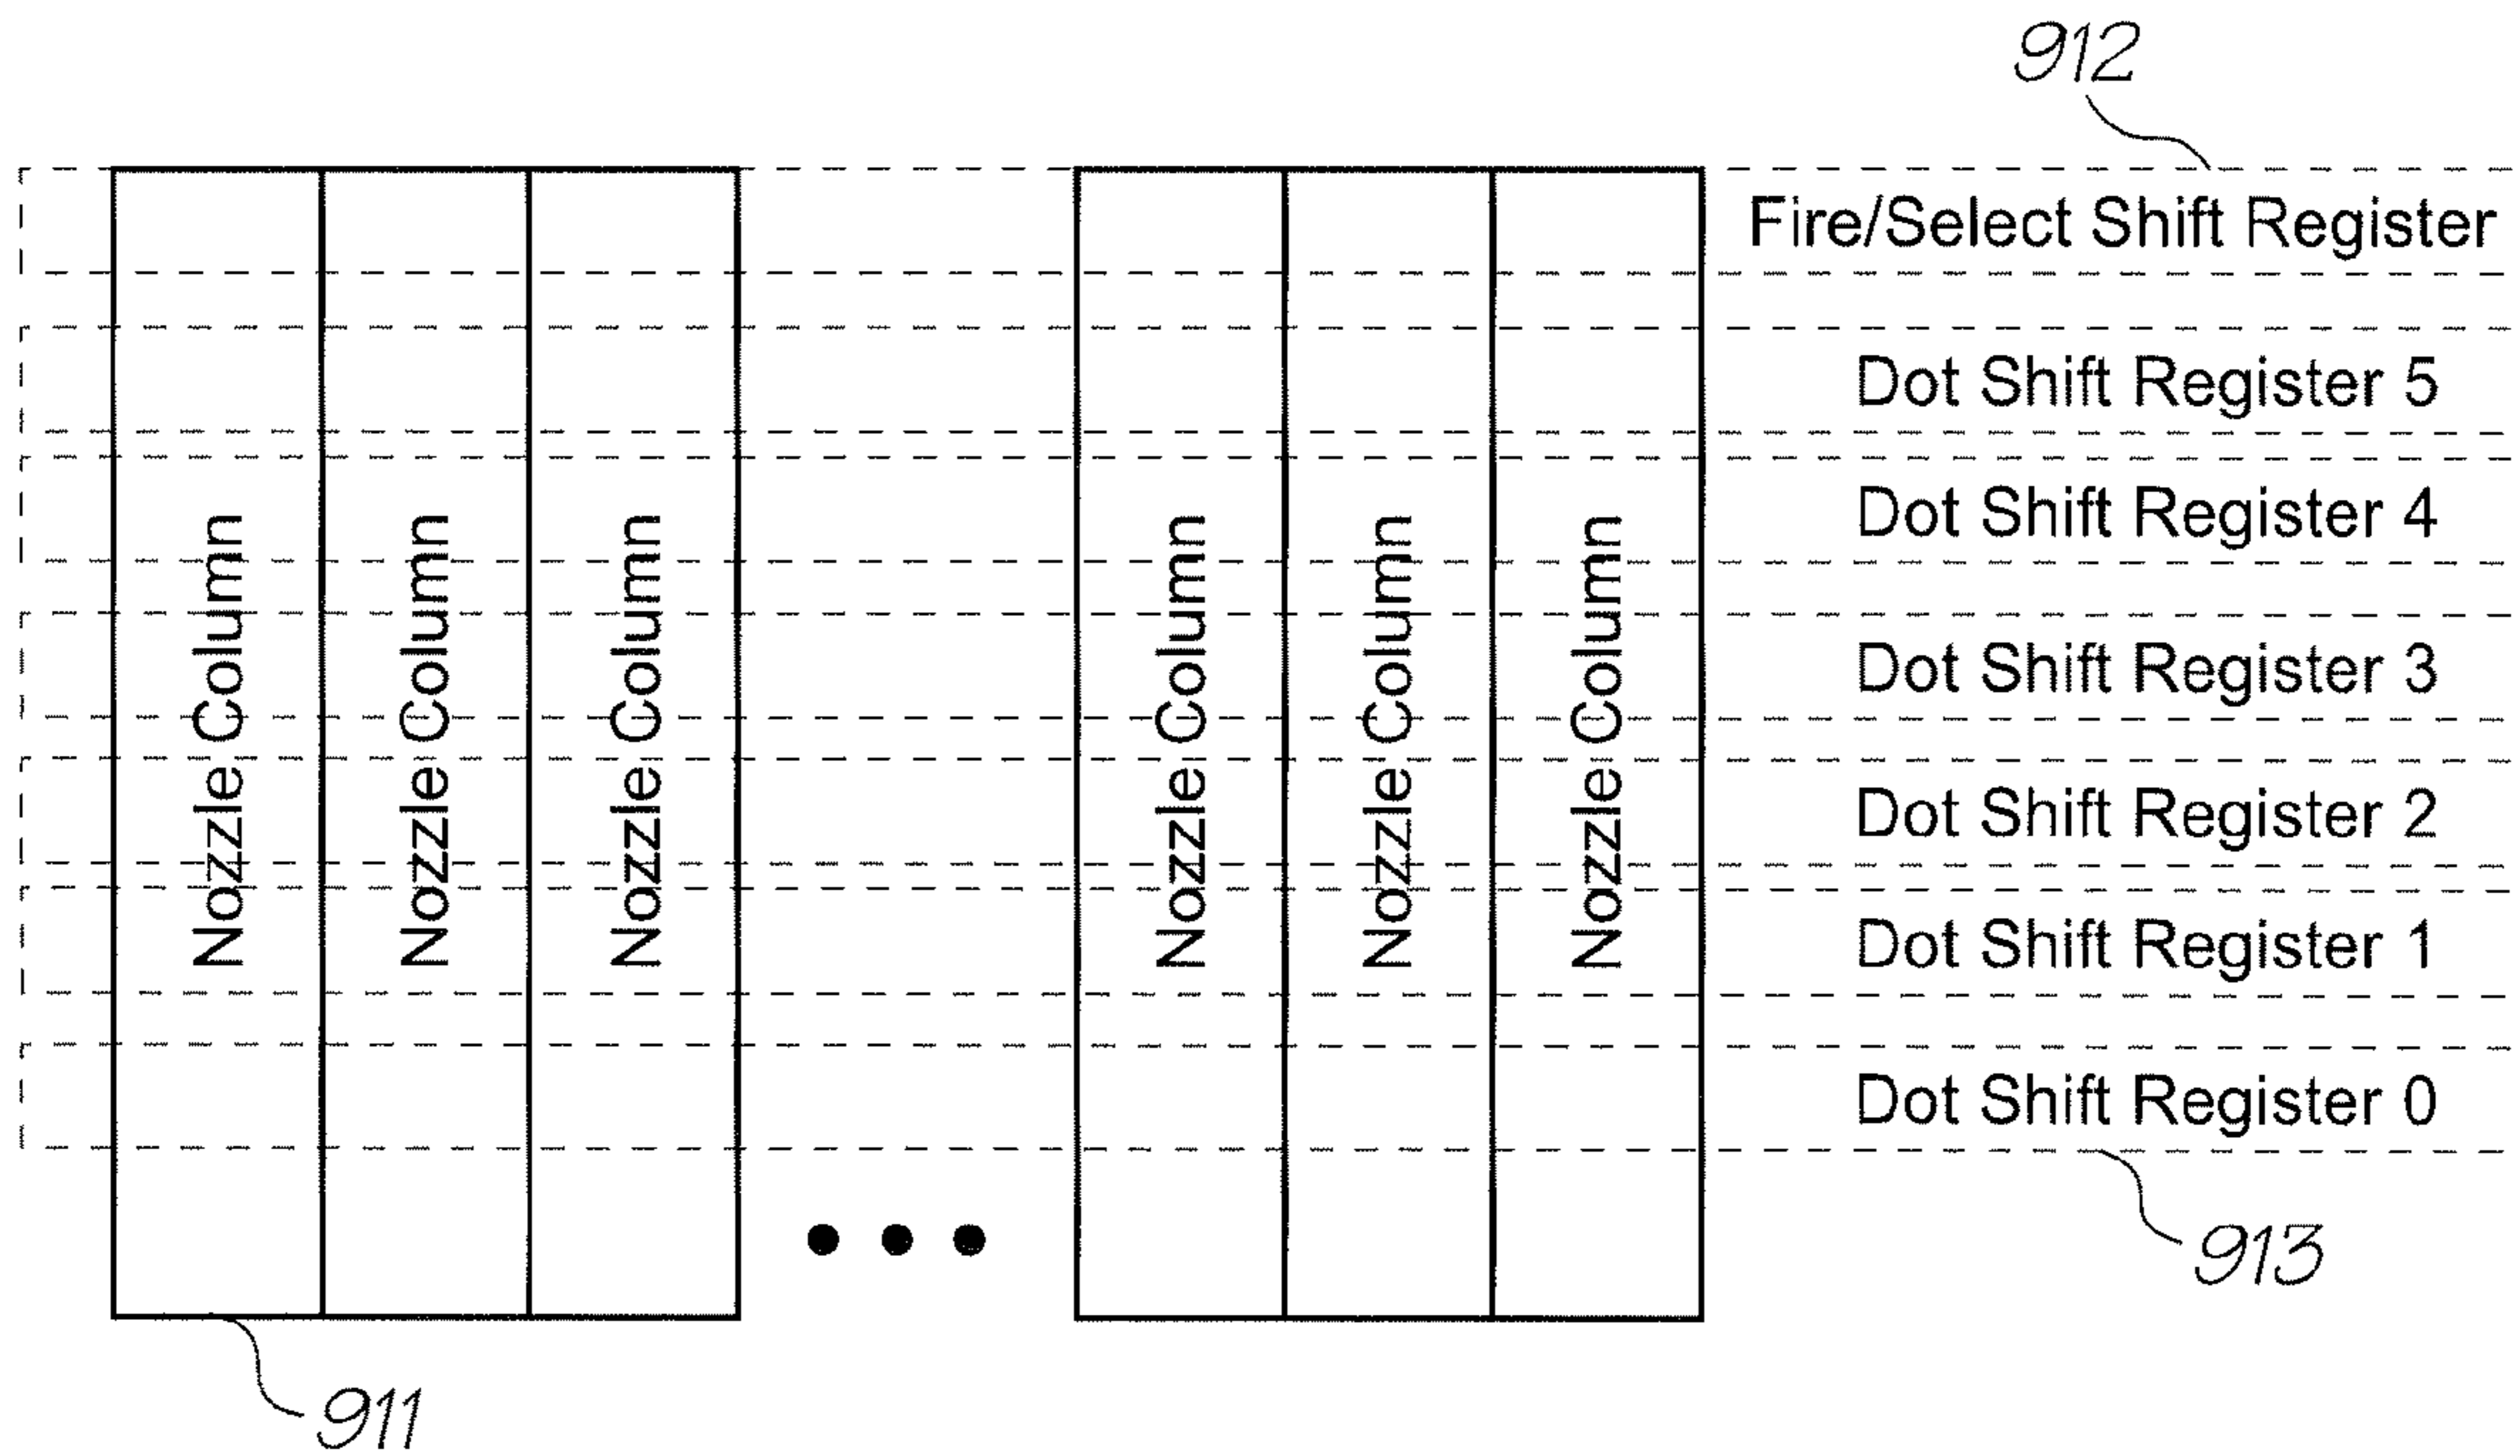 912
Fire/Select Shift Register
Dot Shift Register 5
Dot Shift Register 4
Dot Shift Register 3
Dot Shift Register 2
Dot Shift Register 1
Dot Shift Register 0
Nozzle Column
Nozzle Column
Nozzle Column
Nozzle Column
Nozzle Column
Nozzle Column
913
911